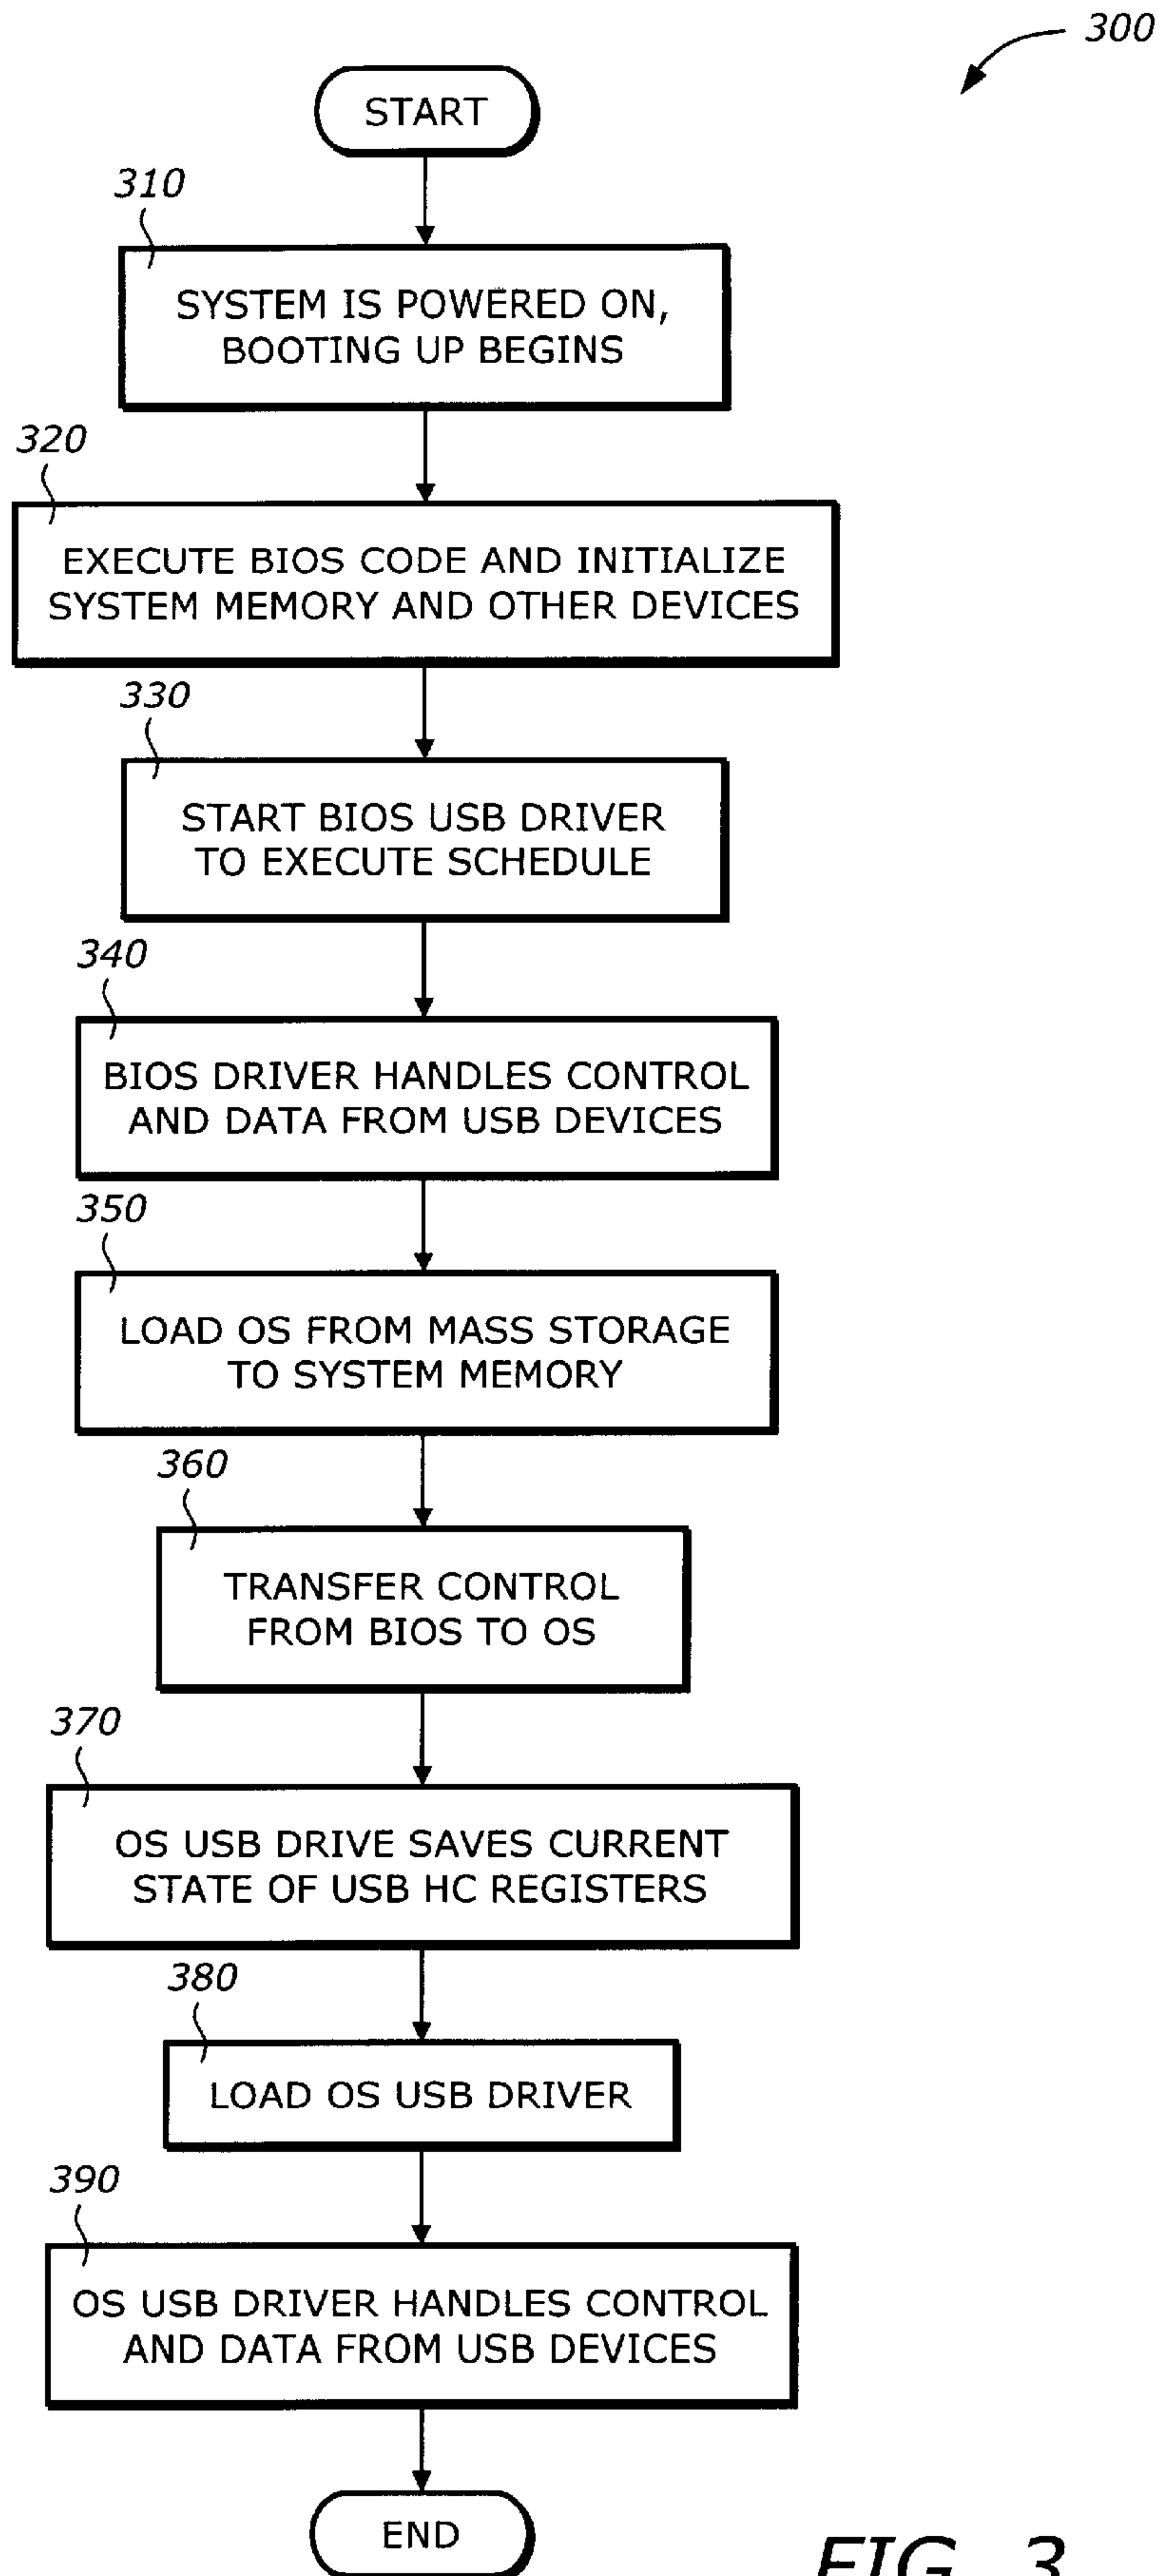 300
START
310
SYSTEM IS POWERED ON,
BOOTING UP BEGINS
320
EXECUTE BIOS CODE AND INITIALIZE
SYSTEM MEMORY AND OTHER DEVICES
330
START BIOS USB DRIVER
TO EXECUTE SCHEDULE
340
BIOS DRIVER HANDLES CONTROL
AND DATA FROM USB DEVICES
350
LOAD OS FROM MASS STORAGE
TO SYSTEM MEMORY
360
TRANSFER CONTROL
FROM BIOS TO OS
370
OS USB DRIVE SAVES CURRENT
STATE OF USB HC REGISTERS
380
LOAD OS USB DRIVER
390
OS USB DRIVER HANDLES CONTROL
AND DATA FROM USB DEVICES
END
FIG. 3